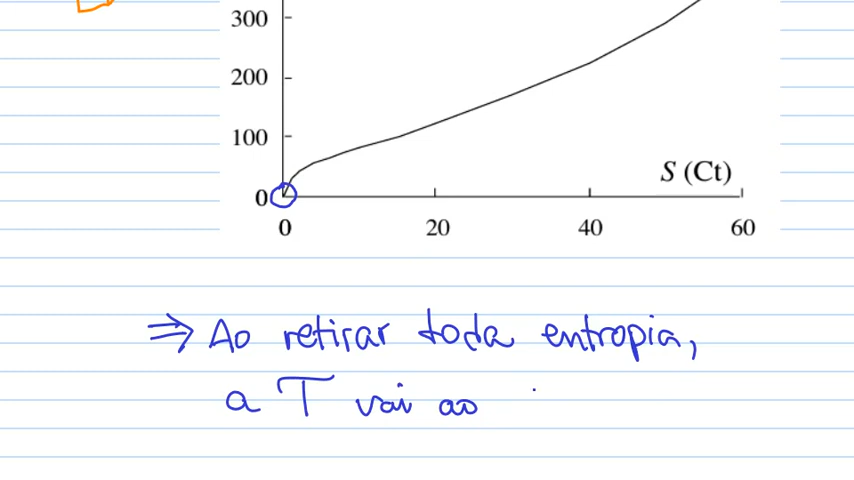 300
200
100
0
S (Ct)
0 20 40 60
⇒ Ao retirar toda entropia,
a T vai ao